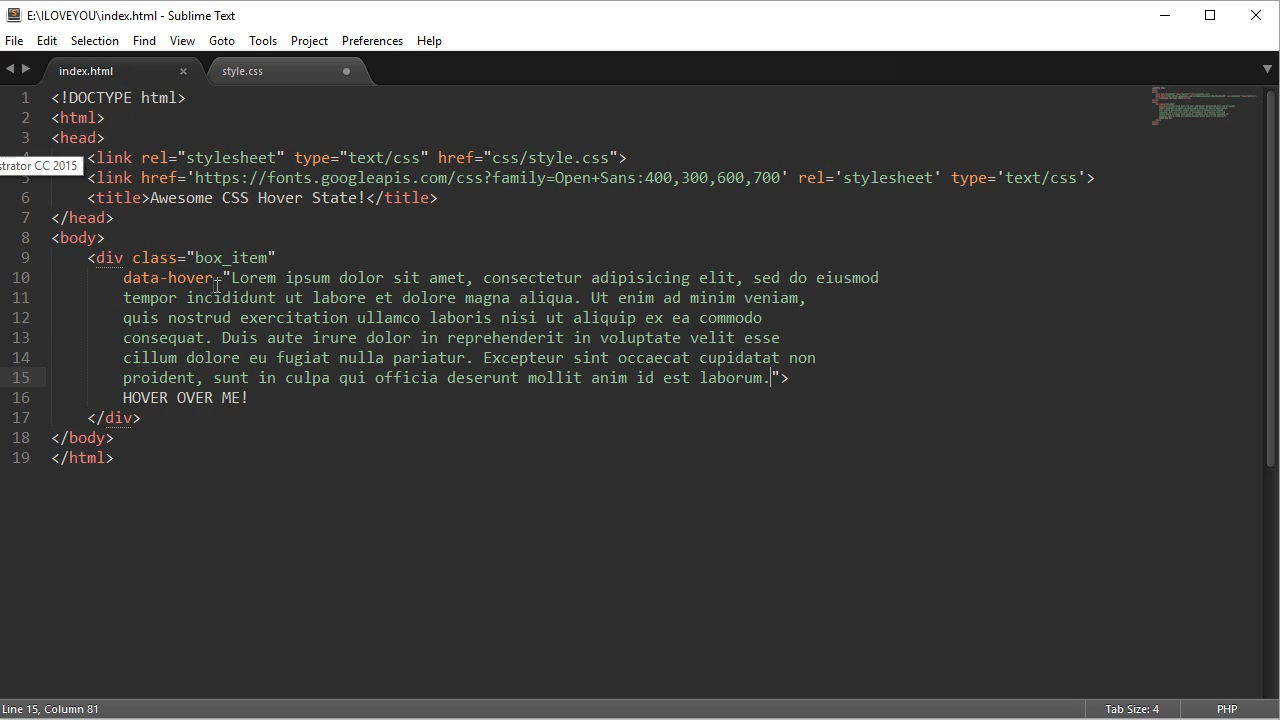 E:\ILOVEYOU\index.html - Sublime Text
File Edit Selection Find View Goto Tools Project Preferences Help
index.html × style.css
1 <!DOCTYPE html>
2 <html>
3 <head>
<link rel="stylesheet" type="text/css" href="css/style.css">
strator CC 2015
<link href='https://fonts.googleapis.com/css?family=Open+Sans:400,300,600,700' rel='stylesheet' type='text/css'>
6 <title>Awesome CSS Hover State!</title>
7 </head>
8 <body>
9 <div class="box_item"
10 data-hover="Lorem ipsum dolor sit amet, consectetur adipisicing elit, sed do eiusmod
11 tempor incididunt ut labore et dolore magna aliqua. Ut enim ad minim veniam,
12 quis nostrud exercitation ullamco laboris nisi ut aliquip ex ea commodo
13 consequat. Duis aute irure dolor in reprehenderit in voluptate velit esse
14 cillum dolore eu fugiat nulla pariatur. Excepteur sint occaecat cupidatat non
15 proident, sunt in culpa qui officia deserunt mollit anim id est laborum.">
16 HOVER OVER ME!
17 </div>
18 </body>
19 </html>
Line 15, Column 81 Tab Size: 4 PHP